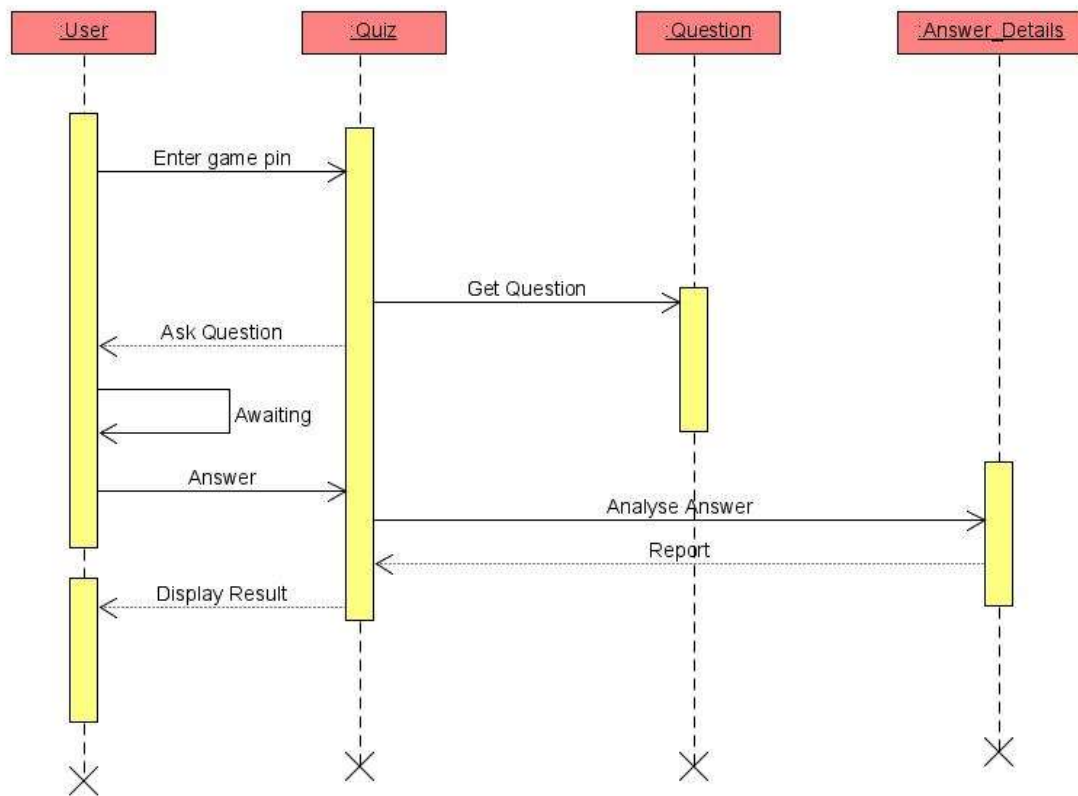 :User
:Quiz
:Question
:Answer_Details
Enter game pin
Get Question
Ask Question
Awaiting
Answer
Analyse Answer
Report
Display Result